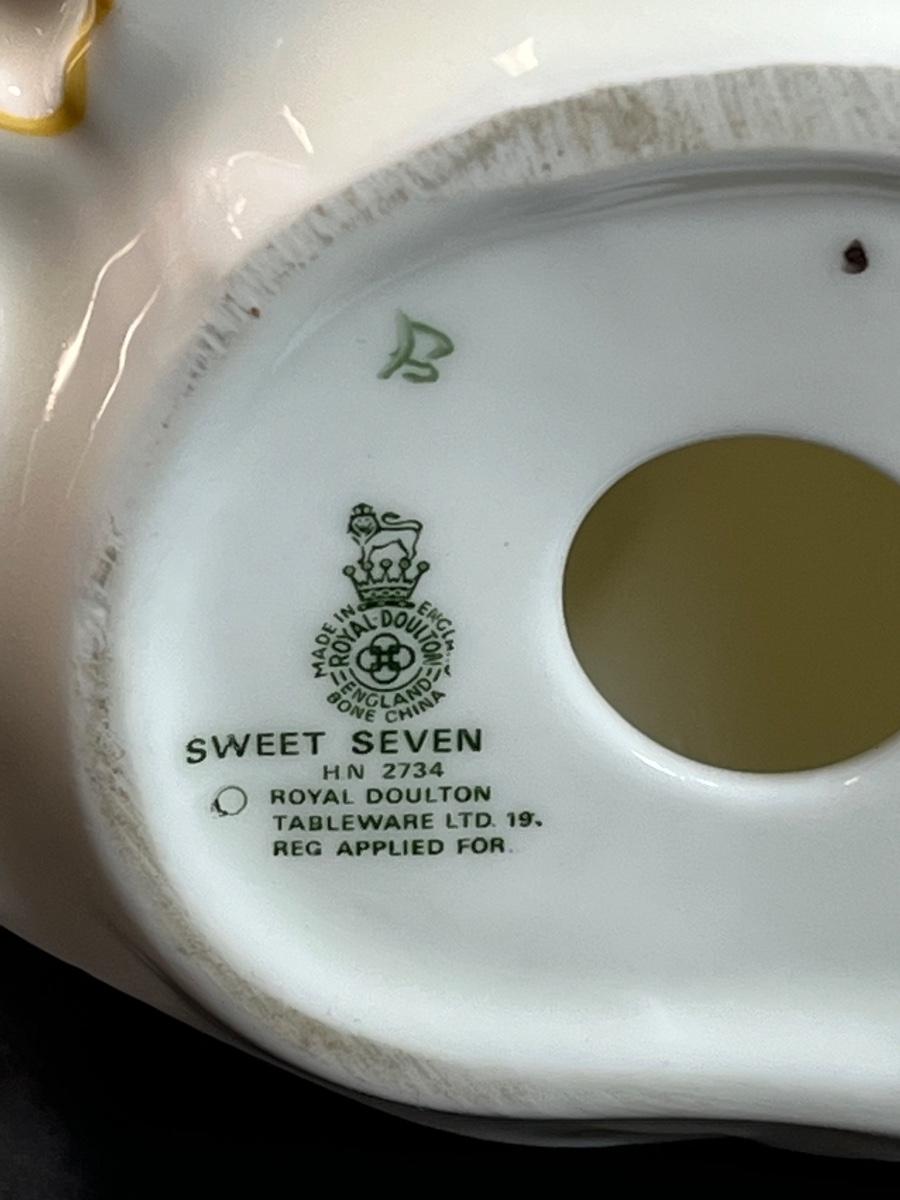 B
MADE IN
ROYAL DOULTON
ENGLAND
BONE CHINA
SWEET SEVEN
HN 2734
ROYAL DOULTON
TABLEWARE LTD. 19
REG APPLIED FOR.